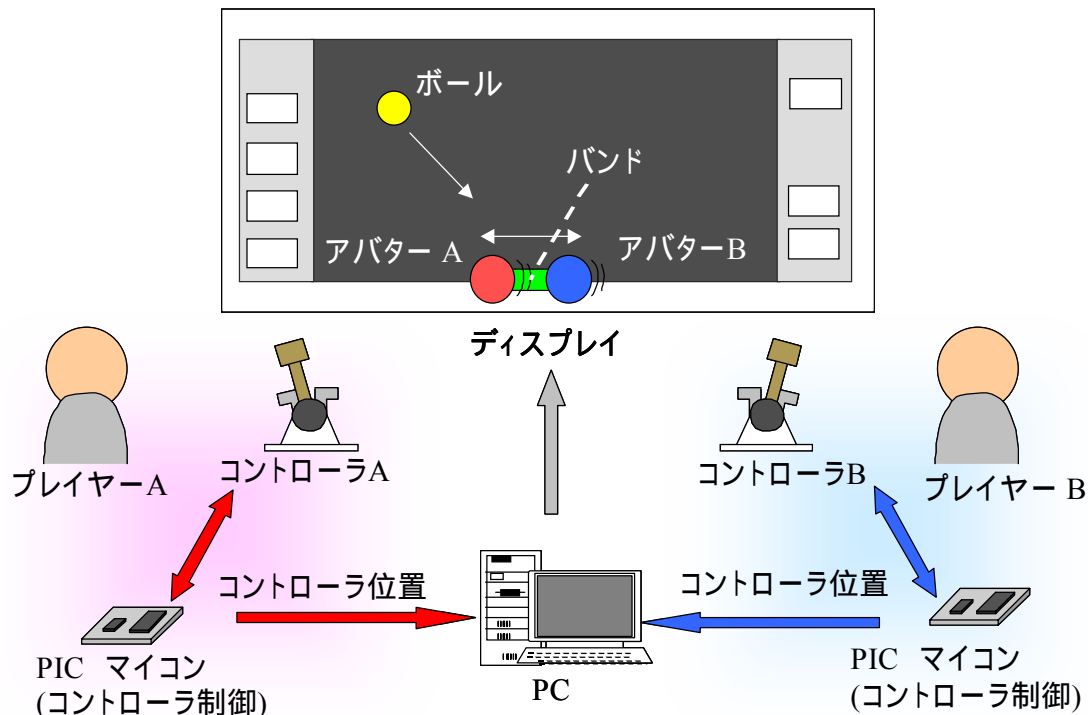 ボール
バンド
アバター A
アバターB
ディスプレイ
プレイヤーA
コントローラA
コントローラB
プレイヤー B
コントローラ位置
コントローラ位置
PIC マイコン
(コントローラ制御)
PC
PIC マイコン
(コントローラ制御)